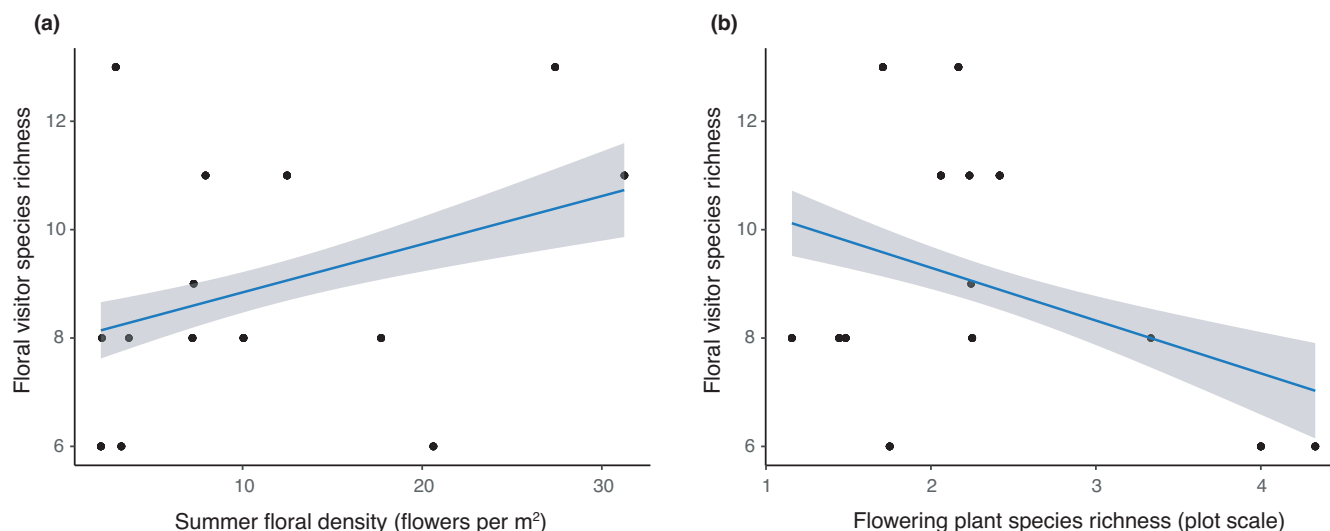 (a)
Floral visitor species richness
12
10
8
6
10 20 30
Summer floral density (flowers per m²)
(b)
Floral visitor species richness
12
10
8
6
1 2 3 4
Flowering plant species richness (plot scale)